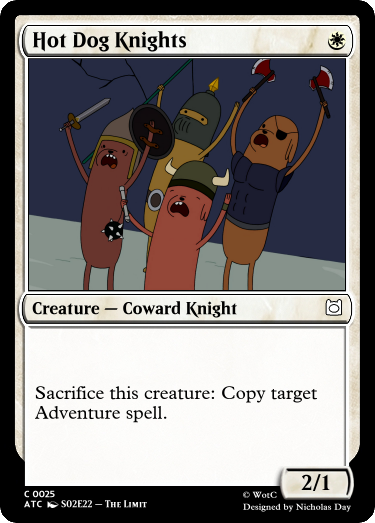 Hot Dog Knights
Creature — Coward Knight
Sacrifice this creature: Copy target
Adventure spell.
2/1
C 0025
ATC S02E22 – The Limit
© WotC
Designed by Nicholas Day